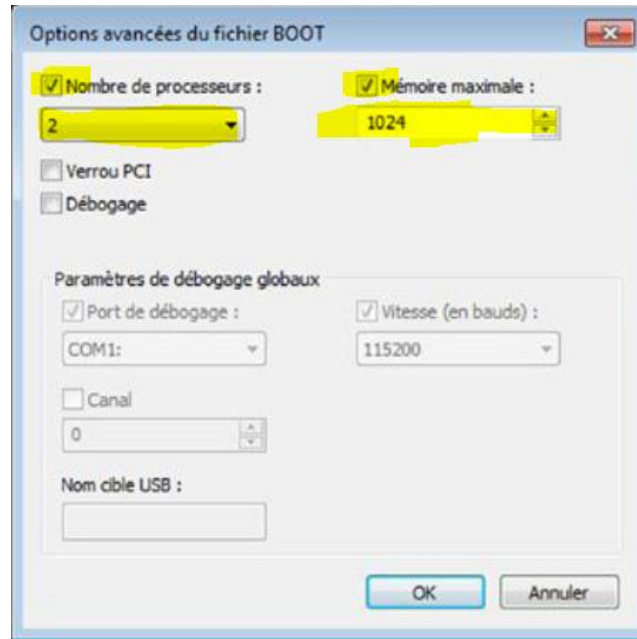 Options avancées du fichier BOOT
Nombre de processeurs : Mémoire maximale :
2 1024
Verrou PCI
Débogage
Paramètres de débogage globaux
Port de débogage : Vitesse (en bauds) :
COM1: 115200
Canal
0
Nom cible USB :
OK Annuler